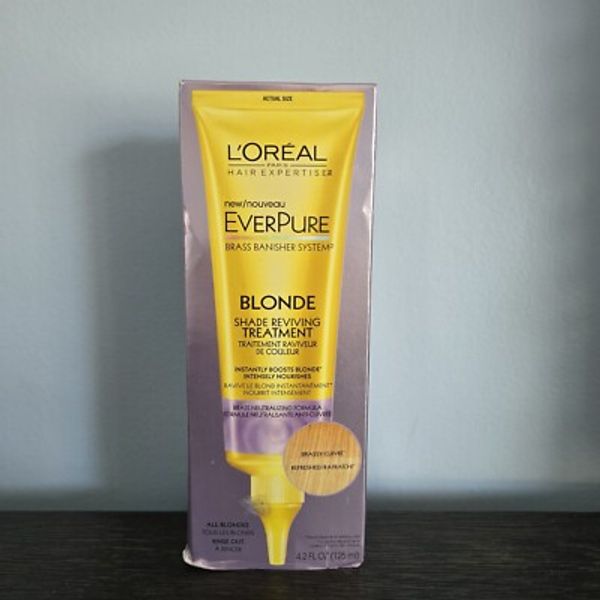 ACTUAL SIZE
L'ORÉAL
PARIS
HAIR EXPERTISE
new/nouveau
EVERPURE
BRASS BANISHER SYSTEM
BLONDE
SHADE REVIVING
TREATMENT
TRAITEMENT RAVIVEUR
DE COULEUR
INSTANTLY BOOSTS BLONDE*
INTENSELY NOURISHES
RAVIVE LE BLOND INSTANTANÉMENT*
NOURRIT INTENSÉMENT
BRASS NEUTRALIZING FORMULA
FORMULE NEUTRALISANTE ANTI-CUIVRÉS
BRASSY/CUIVRÉ
REFRESHED/RAFRAÎCHI
ALL BLONDES
TOUS LES BLONDS
RINSE OUT
À RINCER
4.2 FL OZ (125 ml)